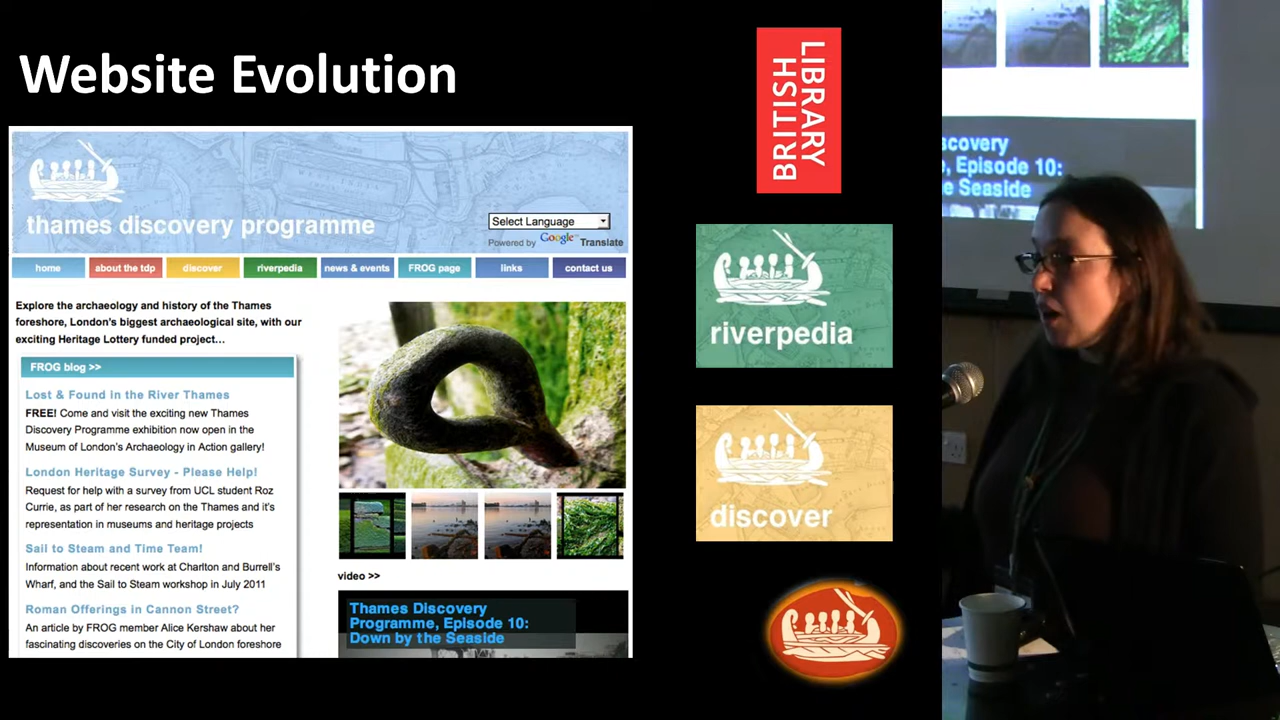 Website Evolution
thames discovery programme
Select Language
Powered by Google Translate
home
about the tdp
discover
riverpedia
news & events
FROG page
links
contact us
Explore the archaeology and history of the Thames
foreshore, London's biggest archaeological site, with our
exciting Heritage Lottery funded project...
FROG blog >>
Lost & Found in the River Thames
FREE! Come and visit the exciting new Thames
Discovery Programme exhibition now open in the
Museum of London's Archaeology in Action gallery!
London Heritage Survey - Please Help!
Request for help with a survey from UCL student Roz
Currie, as part of her research on the Thames and it's
representation in museums and heritage projects
Sail to Steam and Time Team!
Information about recent work at Charlton and Burrell's
Wharf, and the Sail to Steam workshop in July 2011
Roman Offerings in Cannon Street?
An article by FROG member Alice Kershaw about her
fascinating discoveries on the City of London foreshore
video >>
Thames Discovery
Programme, Episode 10:
Down by the Seaside
BRITISH
LIBRARY
riverpedia
discover
scovery
, Episode 10:
e Seaside